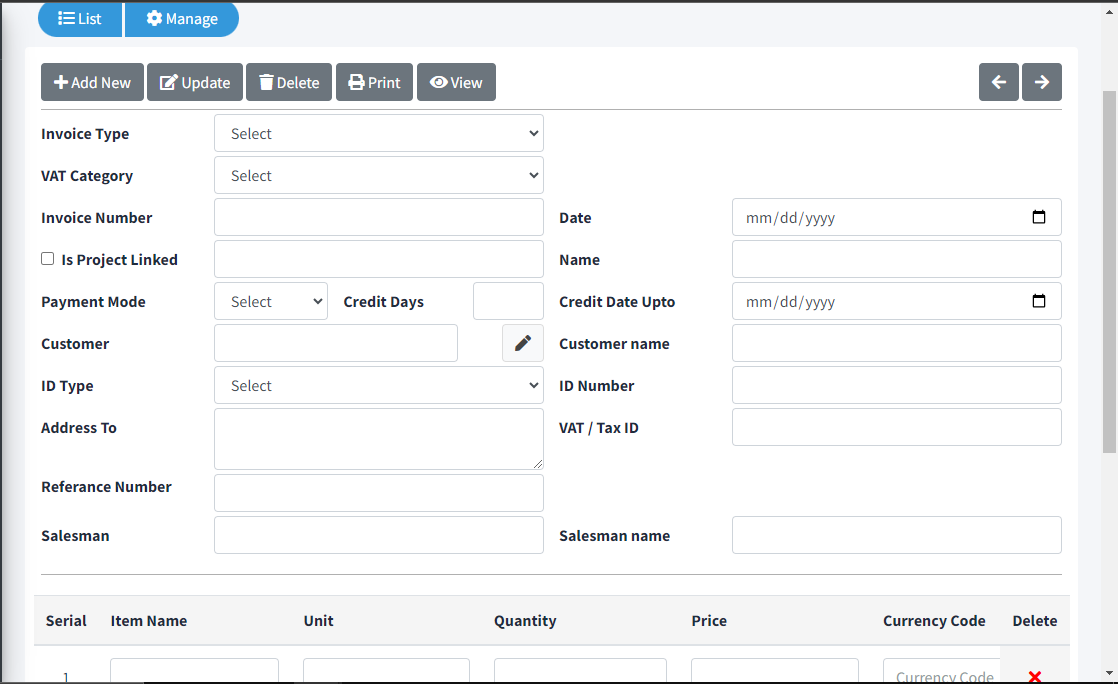 List Manage
Add New Update Delete Print View
Invoice Type Select
VAT Category Select
Invoice Number Date mm/dd/yyyy
Is Project Linked Name
Payment Mode Select Credit Days Credit Date Upto mm/dd/yyyy
Customer Customer name
ID Type Select ID Number
Address To VAT / Tax ID
Referance Number
Salesman Salesman name
Serial Item Name Unit Quantity Price Currency Code Delete
1 Currency Code